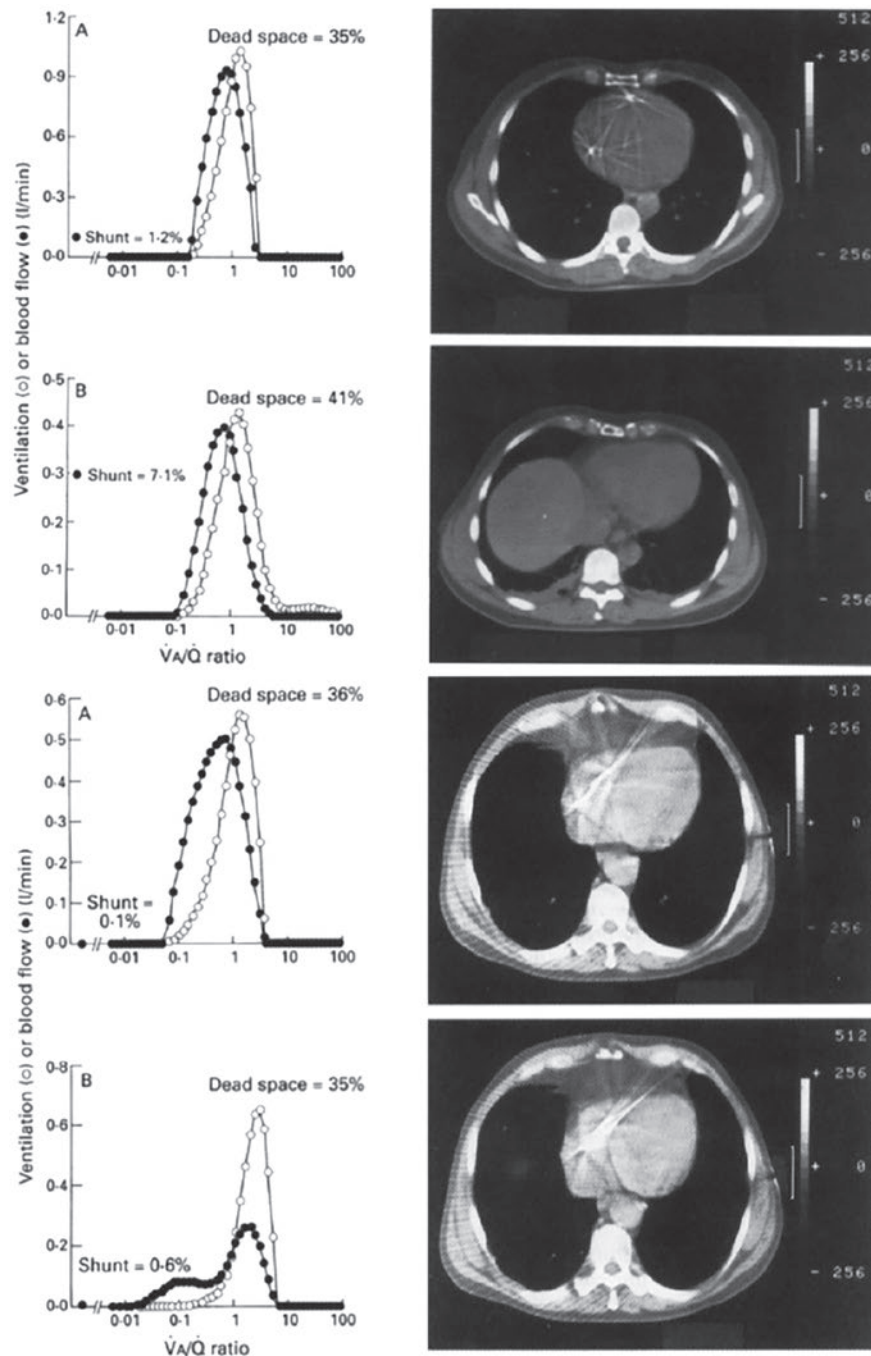 A
Dead space = 35%
1·2
0·9
0·6
0·3
0·0
● Shunt = 1·2%
0·01 0·1 1 10 100
512
+ 256
+ 0
- 256
B
Dead space = 41%
0·5
0·4
0·3
0·2
0·1
0·0
● Shunt = 7·1%
0·01 0·1 1 10 100
V̇A/Q̇ ratio
Ventilation (○) or blood flow (●) (l/min)
512
+ 256
+ 0
- 256
A
Dead space = 36%
0·6
0·5
0·4
0·3
0·2
0·1
0·0
Shunt =
0·1%
0·01 0·1 1 10 100
512
+ 256
+ 0
- 256
B
Dead space = 35%
0·8
0·6
0·4
0·2
0·0
Shunt = 0·6%
0·01 0·1 1 10 100
V̇A/Q̇ ratio
Ventilation (○) or blood flow (●) (l/min)
512
+ 256
+ 0
- 256